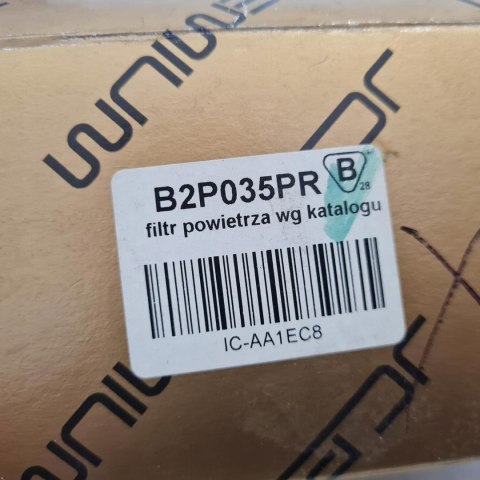 B2P035PR B 28
filtr powietrza wg katalogu
IC-AA1EC8